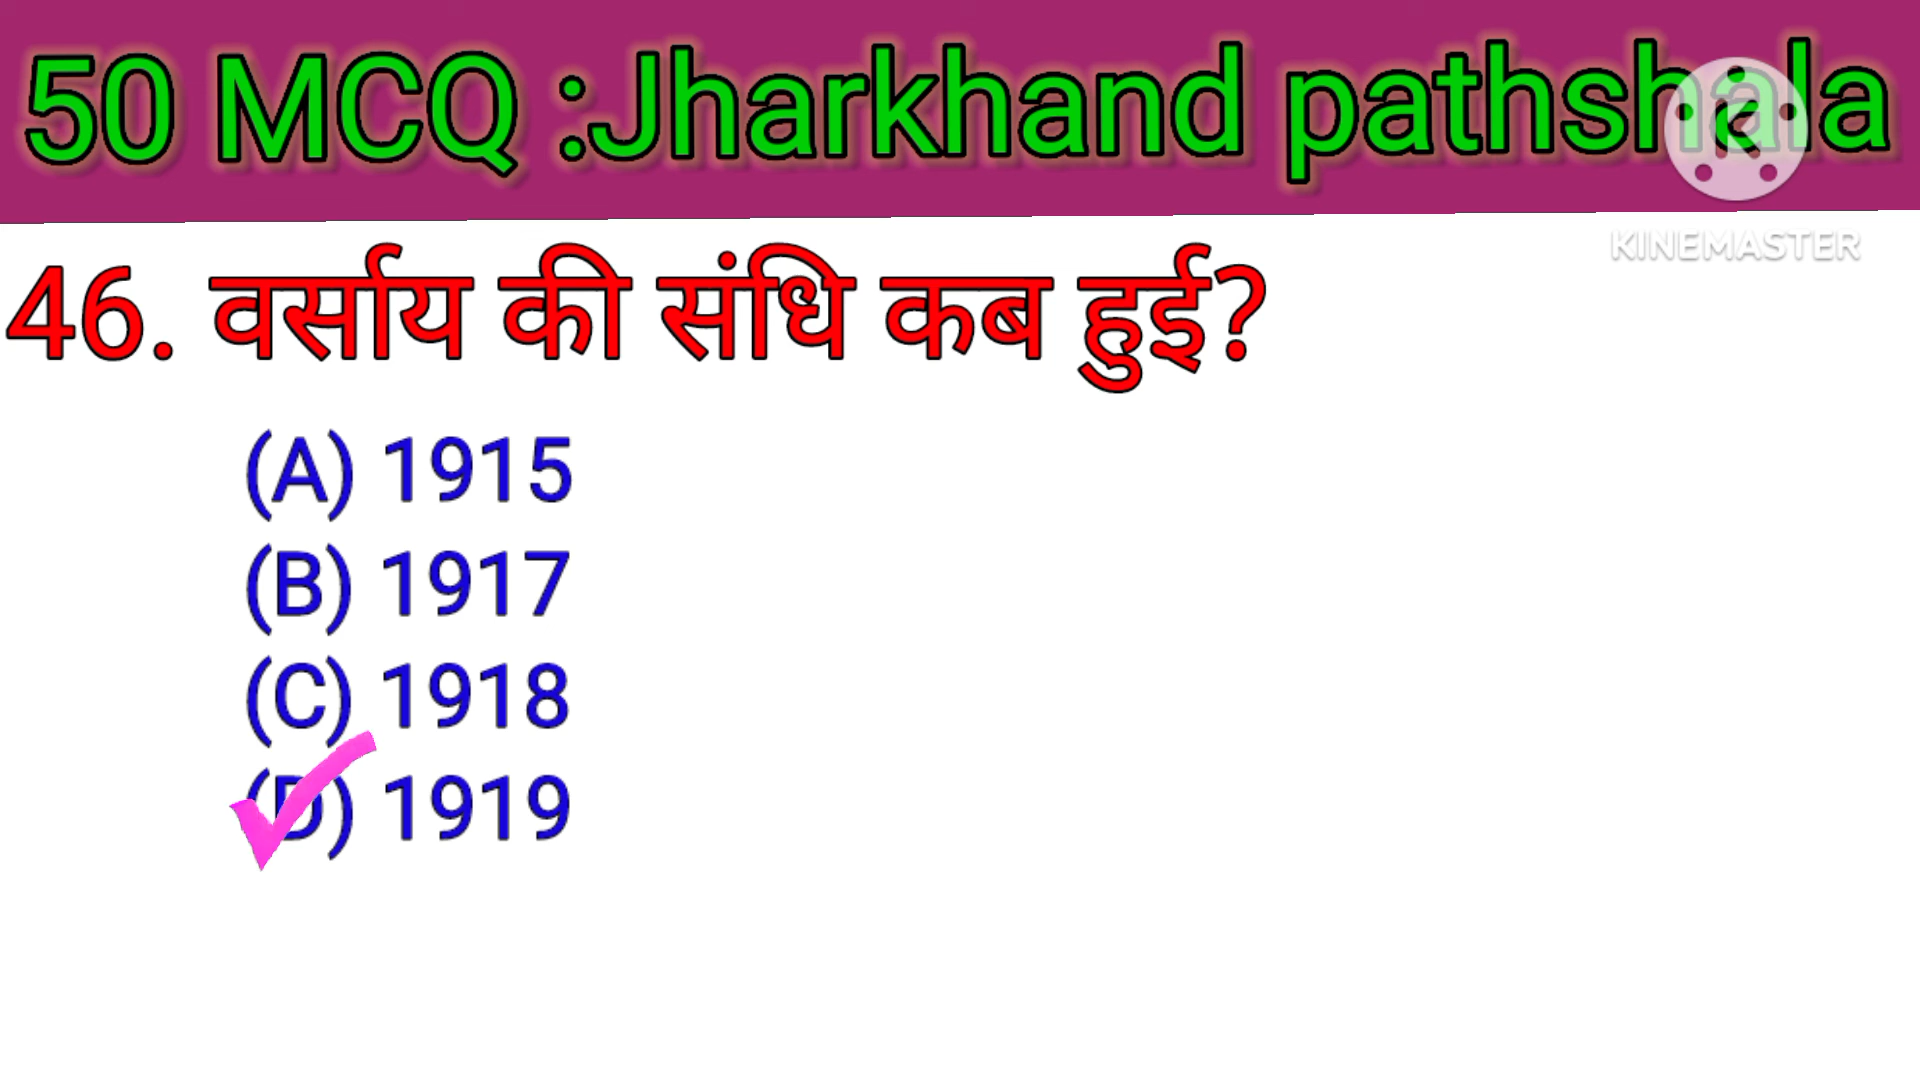 50 MCQ :Jharkhand pathshala
KINEMASTER
46. वर्साय की संधि कब हुई?
(A) 1915
(B) 1917
(C) 1918
(D) 1919